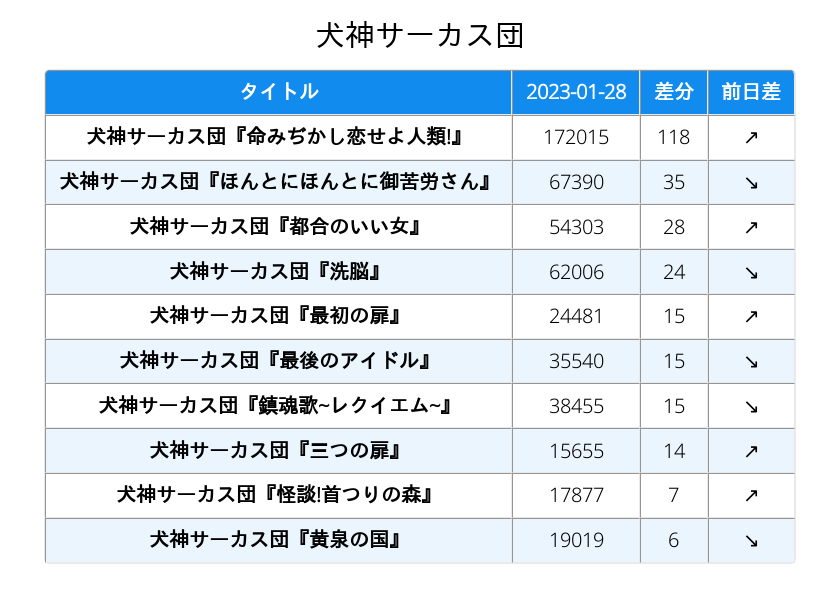 犬神サーカス団
タイトル 2023-01-28 差分 前日差
犬神サーカス団『命みぢかし恋せよ人類!』 172015 118 ↗
犬神サーカス団『ほんとにほんとに御苦労さん』 67390 35 ↘
犬神サーカス団『都合のいい女』 54303 28 ↗
犬神サーカス団『洗脳』 62006 24 ↘
犬神サーカス団『最初の扉』 24481 15 ↗
犬神サーカス団『最後のアイドル』 35540 15 ↘
犬神サーカス団『鎮魂歌~レクイエム~』 38455 15 ↘
犬神サーカス団『三つの扉』 15655 14 ↗
犬神サーカス団『怪談!首つりの森』 17877 7 ↗
犬神サーカス団『黄泉の国』 19019 6 ↘